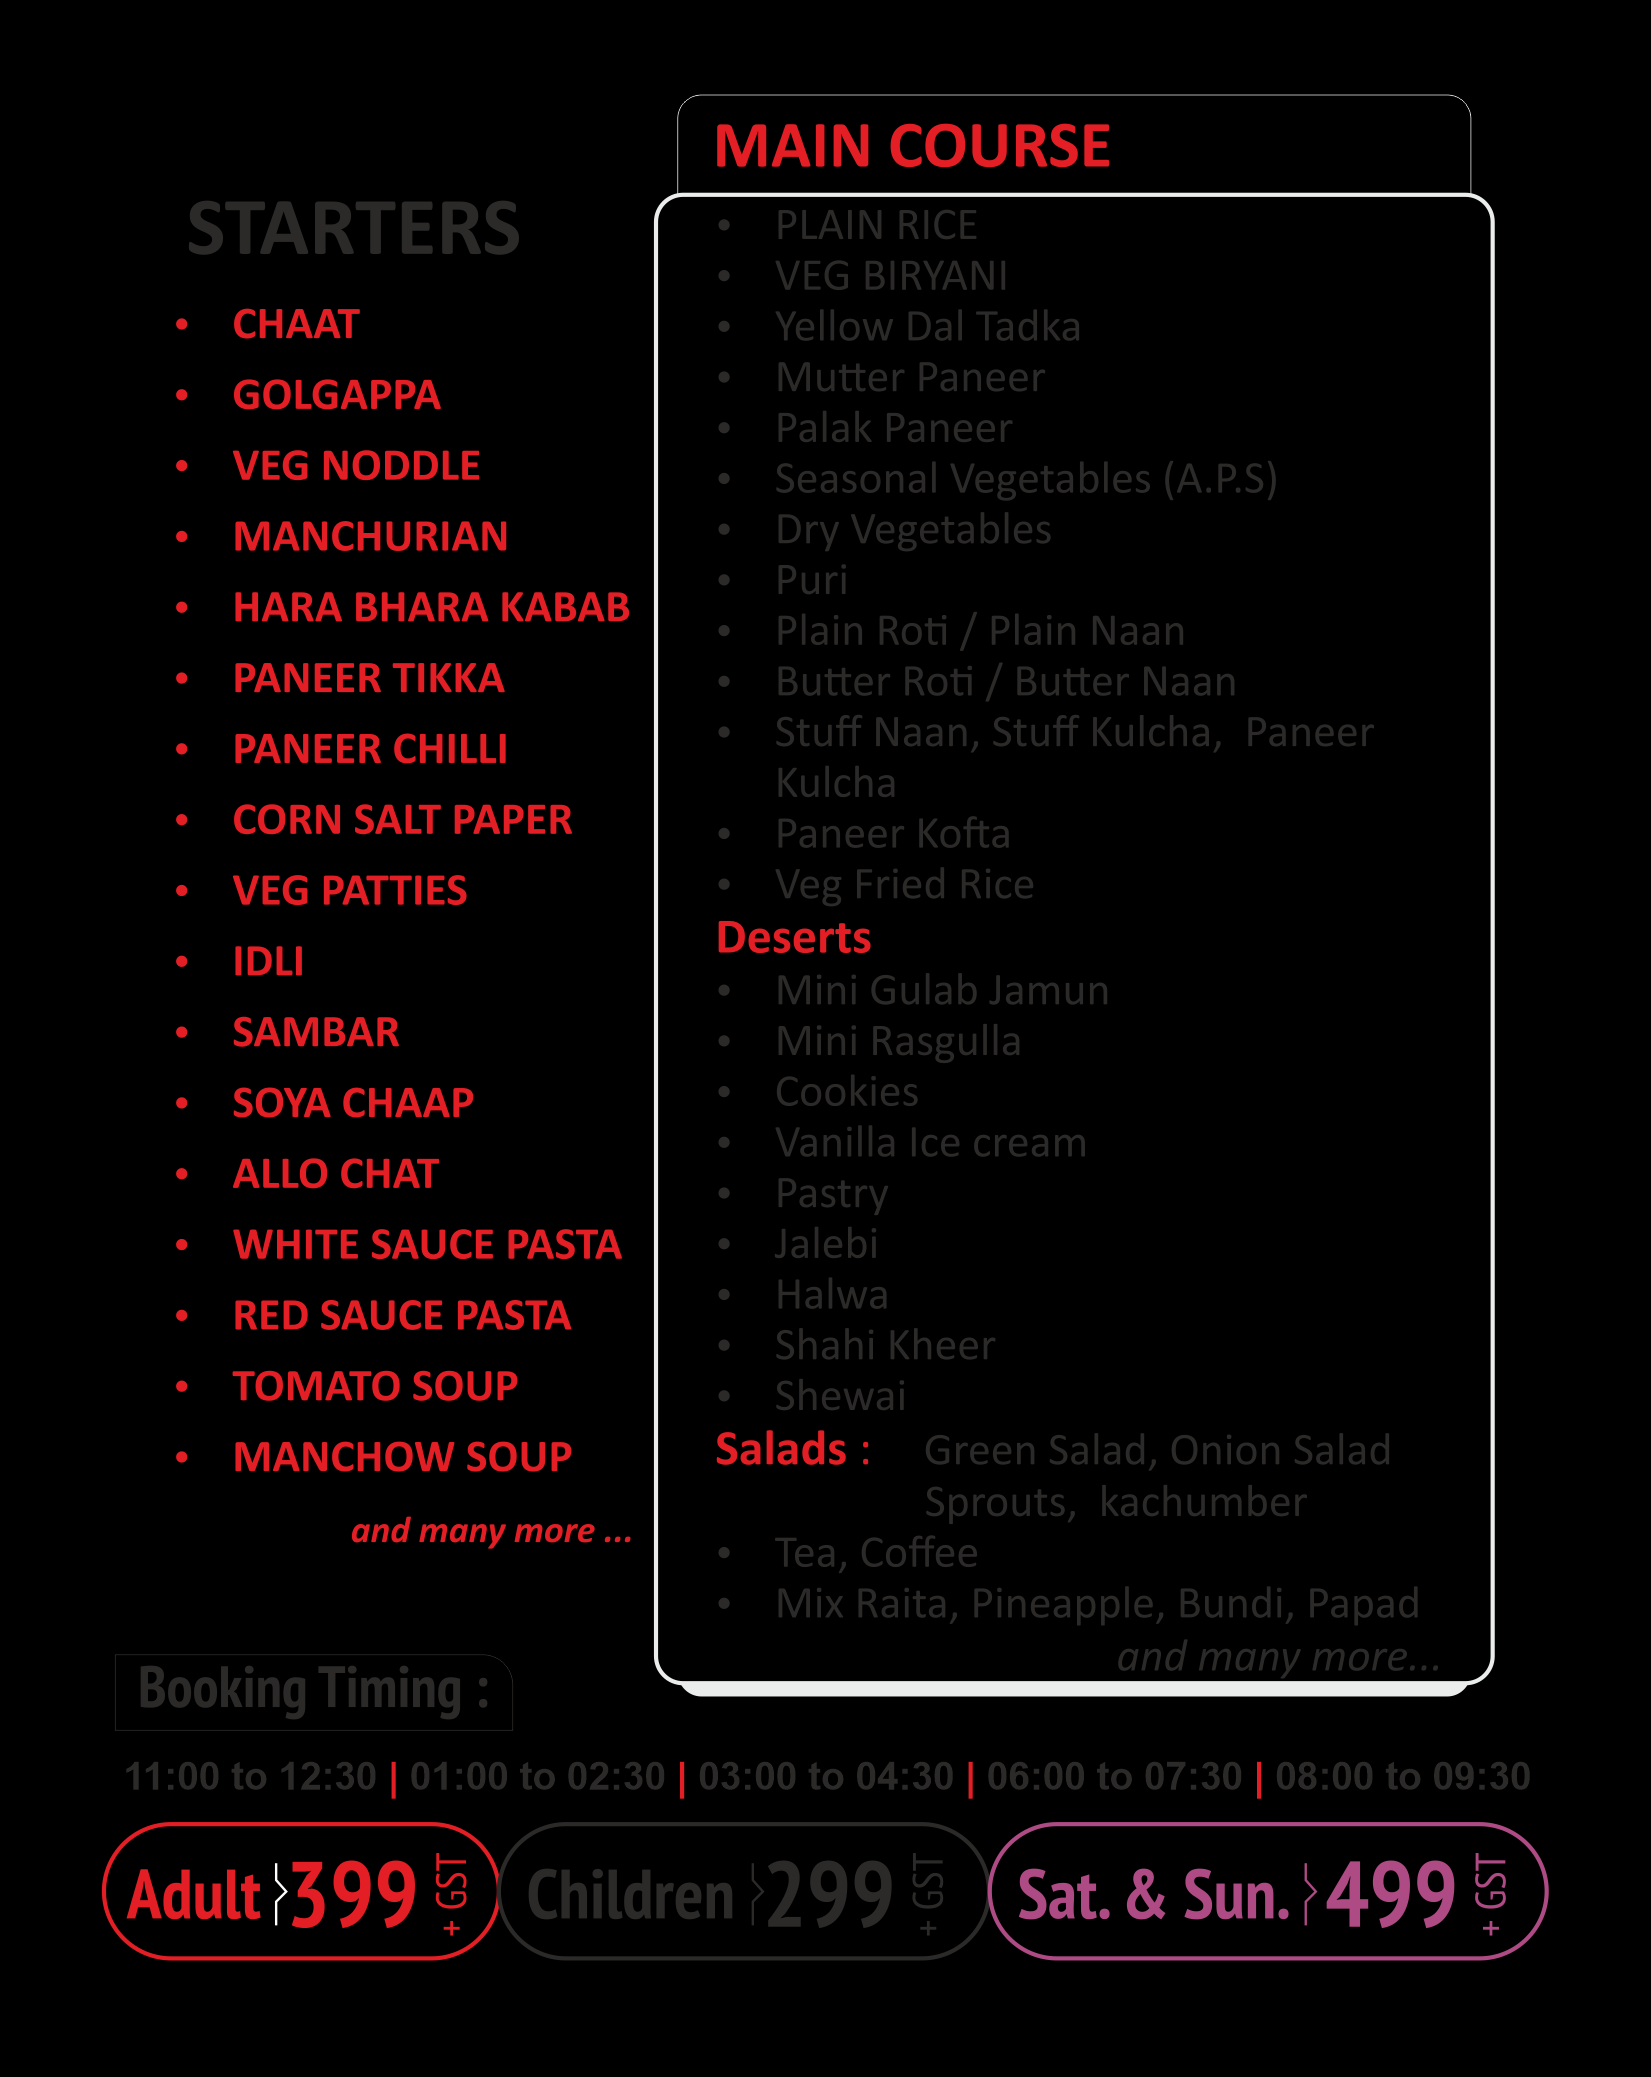 STARTERS
• CHAAT
• GOLGAPPA
• VEG NODDLE
• MANCHURIAN
• HARA BHARA KABAB
• PANEER TIKKA
• PANEER CHILLI
• CORN SALT PAPER
• VEG PATTIES
• IDLI
• SAMBAR
• SOYA CHAAP
• ALLO CHAT
• WHITE SAUCE PASTA
• RED SAUCE PASTA
• TOMATO SOUP
• MANCHOW SOUP
and many more ...
MAIN COURSE
• PLAIN RICE
• VEG BIRYANI
• Yellow Dal Tadka
• Mutter Paneer
• Palak Paneer
• Seasonal Vegetables (A.P.S)
• Dry Vegetables
• Puri
• Plain Roti / Plain Naan
• Butter Roti / Butter Naan
• Stuff Naan, Stuff Kulcha, Paneer
Kulcha
• Paneer Kofta
• Veg Fried Rice
Deserts
• Mini Gulab Jamun
• Mini Rasgulla
• Cookies
• Vanilla Ice cream
• Pastry
• Jalebi
• Halwa
• Shahi Kheer
• Shewai
Salads : Green Salad, Onion Salad
Sprouts, kachumber
• Tea, Coffee
• Mix Raita, Pineapple, Bundi, Papad
and many more...
Booking Timing :
11:00 to 12:30 | 01:00 to 02:30 | 03:00 to 04:30 | 06:00 to 07:30 | 08:00 to 09:30
Adult 399 + GST
Children 299 + GST
Sat. & Sun. 499 + GST